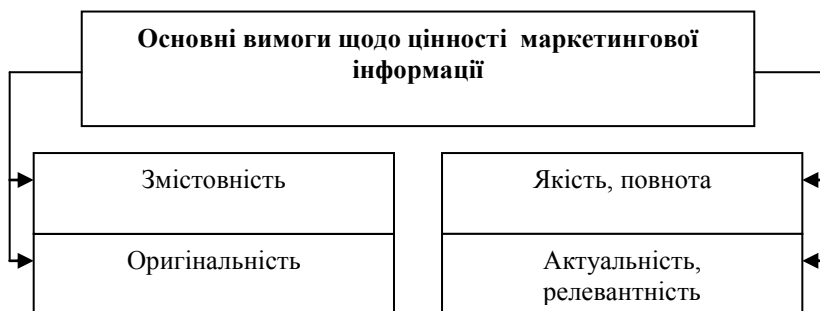 Основні вимоги щодо цінності маркетингової
інформації
Змістовність
Якість, повнота
Оригінальність
Актуальність,
релевантність